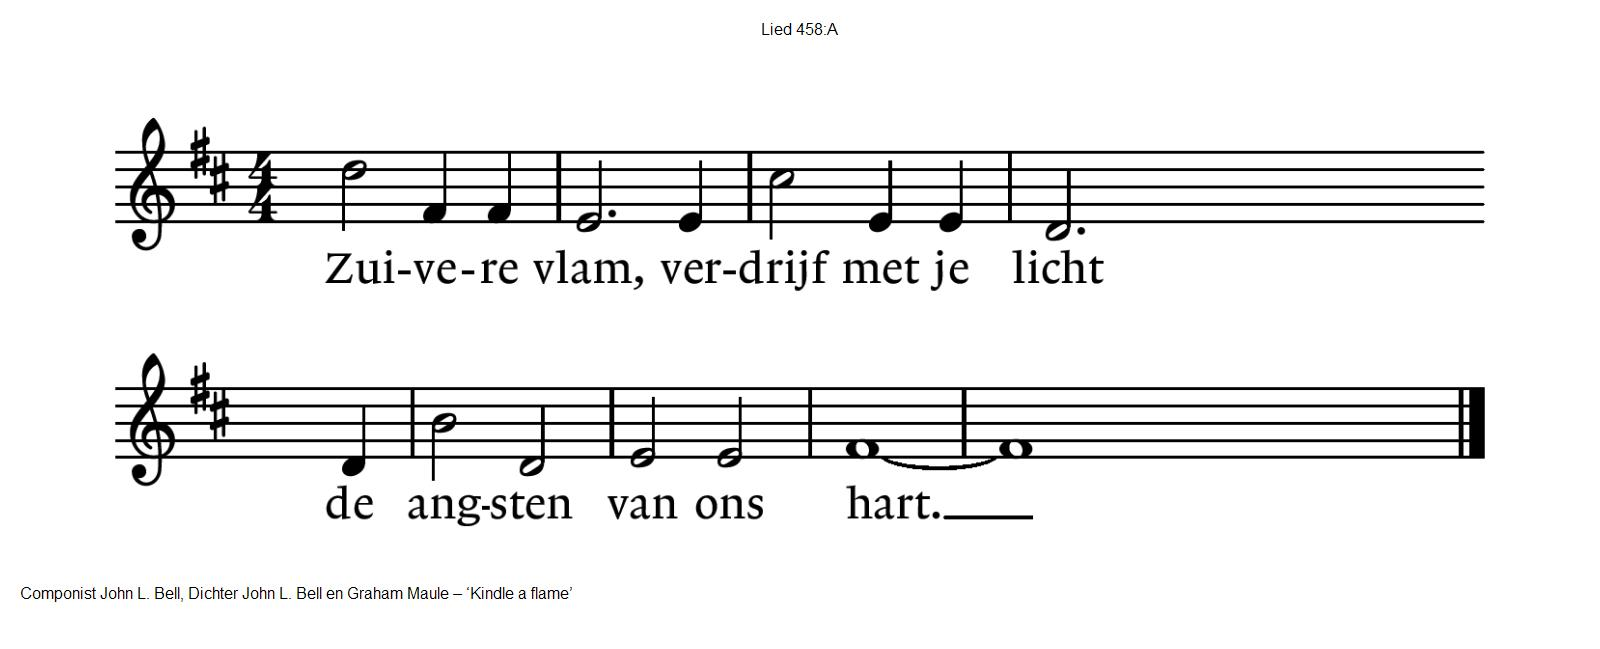 Lied 458:A
Zui-ve-re vlam, ver-drijf met je licht
de ang-sten van ons hart.
Componist John L. Bell, Dichter John L. Bell en Graham Maule – ‘Kindle a flame’